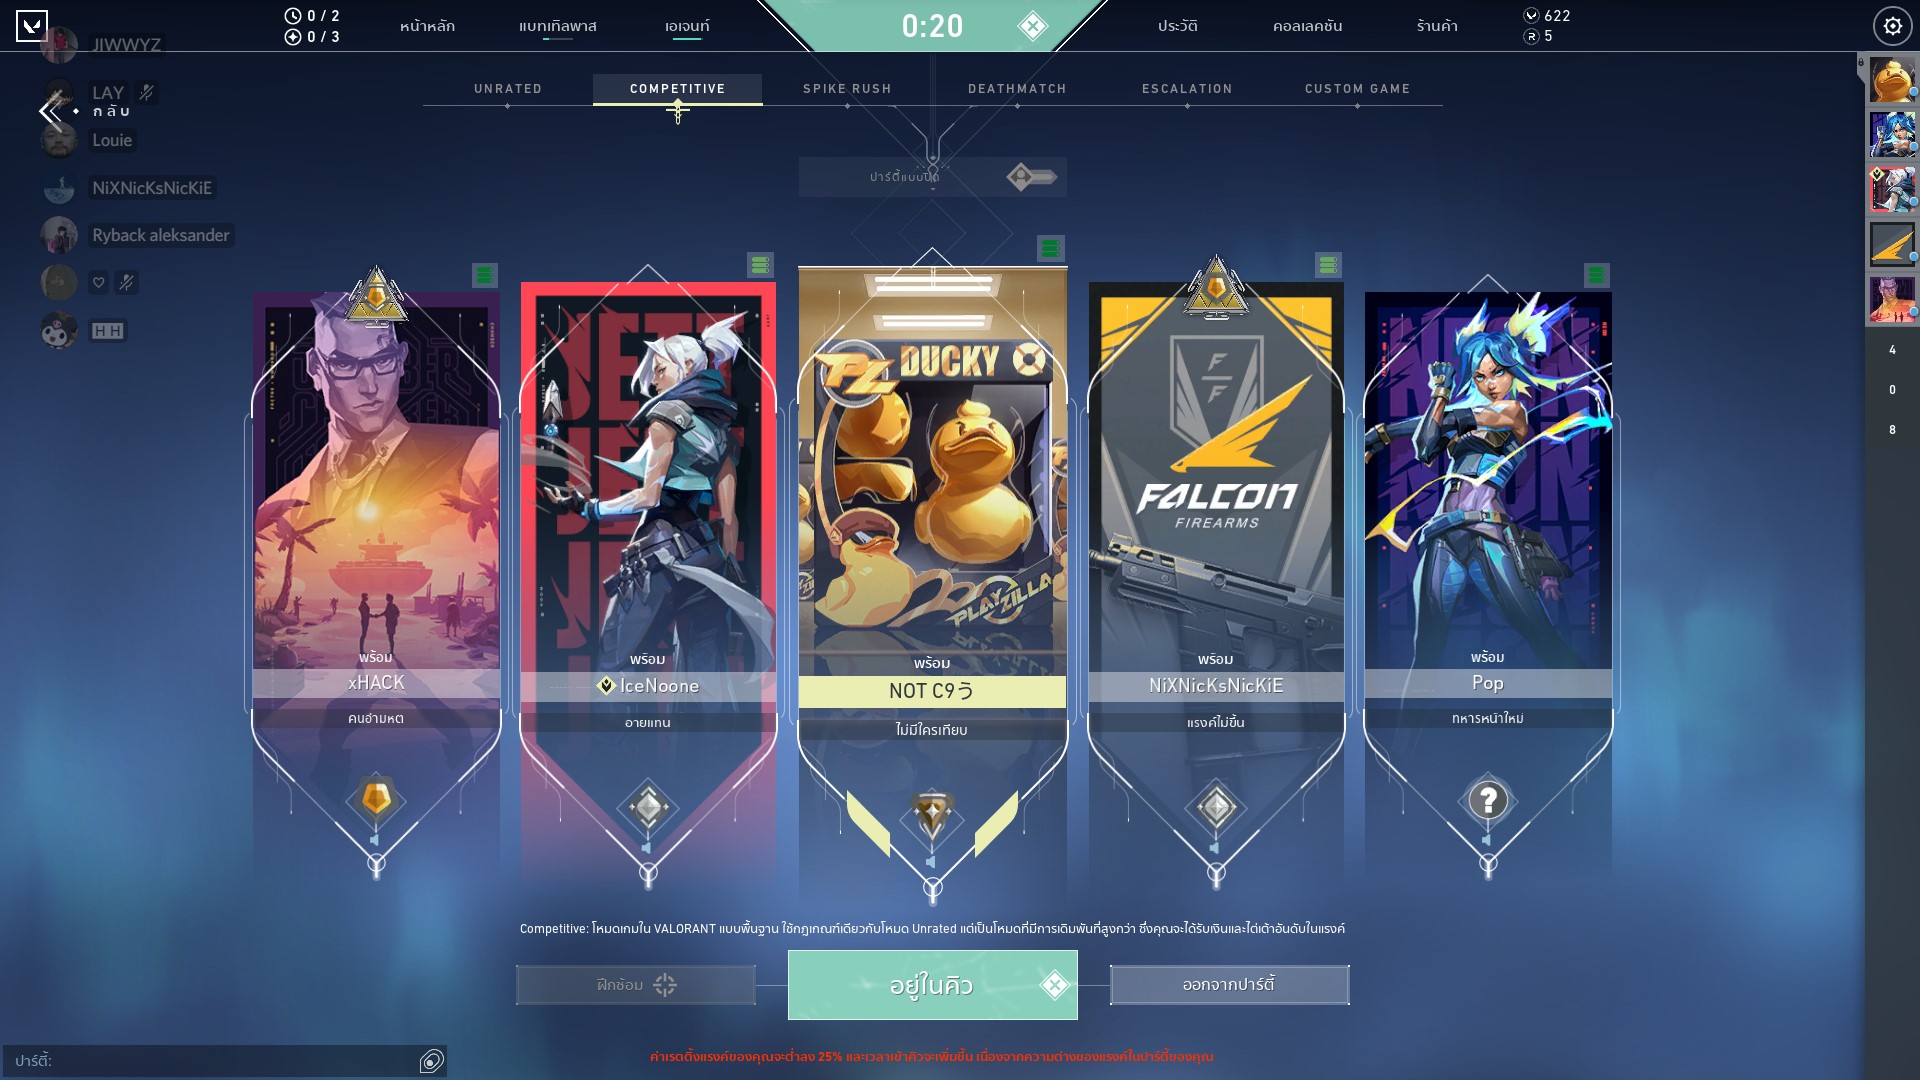 0 / 2
0 / 3
หน้าหลัก
แบทเทิลพาส
เอเจนท์
0:20
ประวัติ
คอลเลคชัน
ร้านค้า
622
5
JIWWYZ
LAY
กลับ
Louie
NiXNicKsNicKiE
Ryback aleksander
HH
UNRATED
COMPETITIVE
SPIKE RUSH
DEATHMATCH
ESCALATION
CUSTOM GAME
ปาร์ตี้แบบปิด
DUCKY
PZ
PLAYZILLA
F/F
FALCON
FIREARMS
พร้อม
xHACK
คนอำมหิต
พร้อม
IceNoone
อายแทน
พร้อม
NOT C9ว้
ไม่มีใครเทียบ
พร้อม
NiXNicKsNicKiE
แรงค์ไม่ขึ้น
พร้อม
Pop
ทหารหน้าใหม่
4
0
8
Competitive: โหมดเกมใน VALORANT แบบพื้นฐาน ใช้กฎเกณฑ์เดียวกับโหมด Unrated แต่เป็นโหมดที่มีการเดิมพันที่สูงกว่า ซึ่งคุณจะได้รับเงินและไต่เต้าอันดับในแรงค์
ฝึกซ้อม
อยู่ในคิว
ออกจากปาร์ตี้
ปาร์ตี้:
ค่าเรตติ้งแรงค์ของคุณจะต่ำลง 25% และเวลาเข้าคิวจะเพิ่มขึ้น เนื่องจากความต่างของแรงค์ในปาร์ตี้ของคุณ